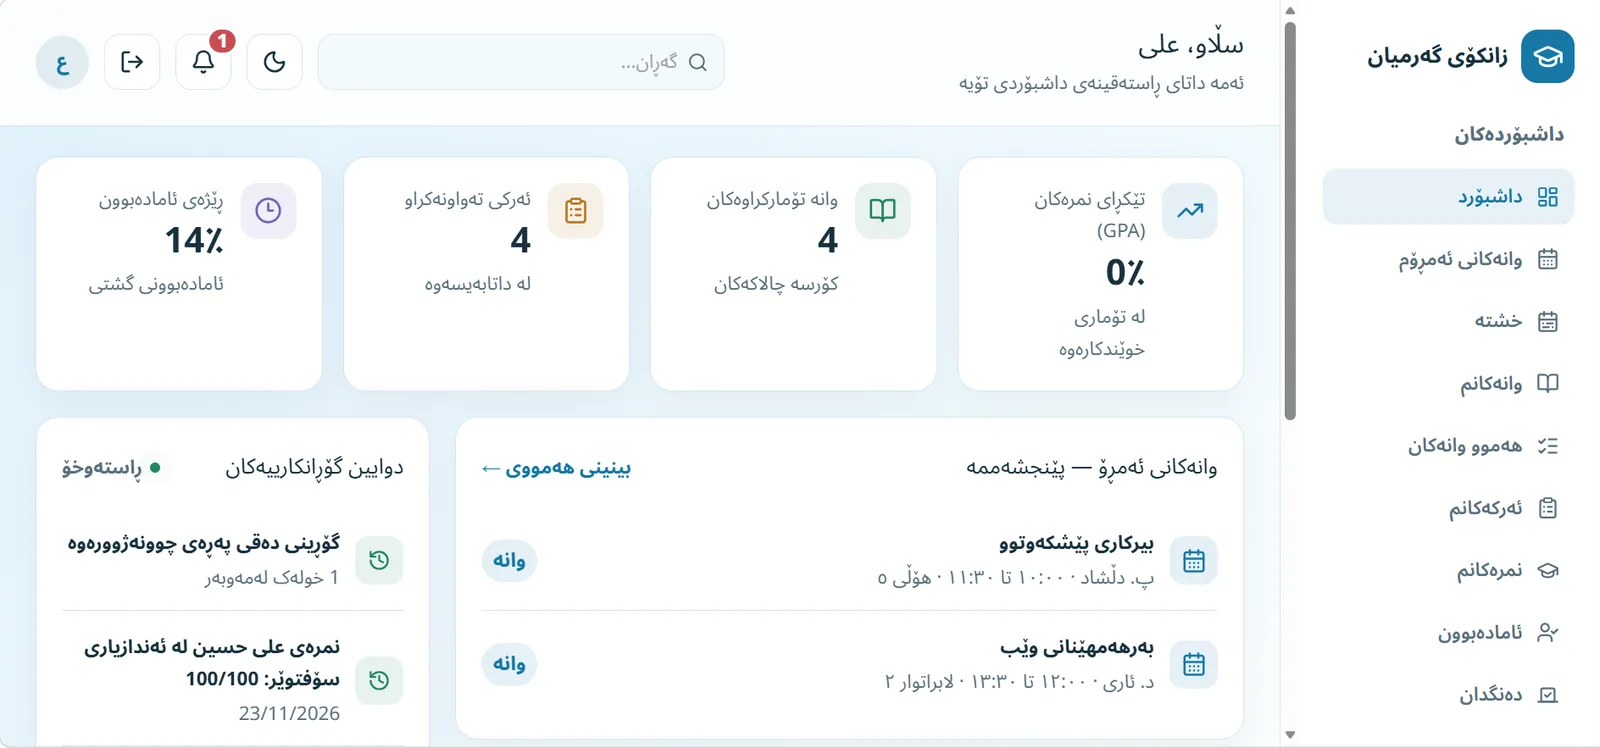 زانکۆی گەرمیان
داشبۆردەکان
داشبۆرد
وانەکانی ئەمڕۆم
خشتە
وانەکانم
هەموو وانەکان
ئەرکەکانم
نمرەکانم
ئامادەبوون
دەنگدان
سڵاو، علی
ئەمە داتای ڕاستەقینەی داشبۆردی تۆیە
گەڕان...
1
ع
تێکڕای نمرەکان
(GPA)
0٪
لە تۆماری
خوێندکارەوە
وانە تۆمارکراوەکان
4
کۆرسە چالاکەکان
ئەرکی تەواونەکراو
4
لە داتابەیسەوە
ڕێژەی ئامادەبوون
14٪
ئامادەبوونی گشتی
وانەکانی ئەمڕۆ — پێنجشەممە
بینینی هەمووی ←
بیرکاری پێشکەوتوو
پ. دڵشاد · ١٠:٠٠ تا ١١:٣٠ · هۆڵی ٥
وانە
بەرهەمهێنانی وێب
د. ئاری · ١٢:٠٠ تا ١٣:٣٠ · لابراتوار ٢
وانە
دوایین گۆڕانکارییەکان
ڕاستەوخۆ
گۆڕینی دەقی پەڕەی چوونەژوورەوە
1 خولەک لەمەوبەر
نمرەی علی حسین لە ئەندازیاری
سۆفتوێر: 100/100
23/11/2026